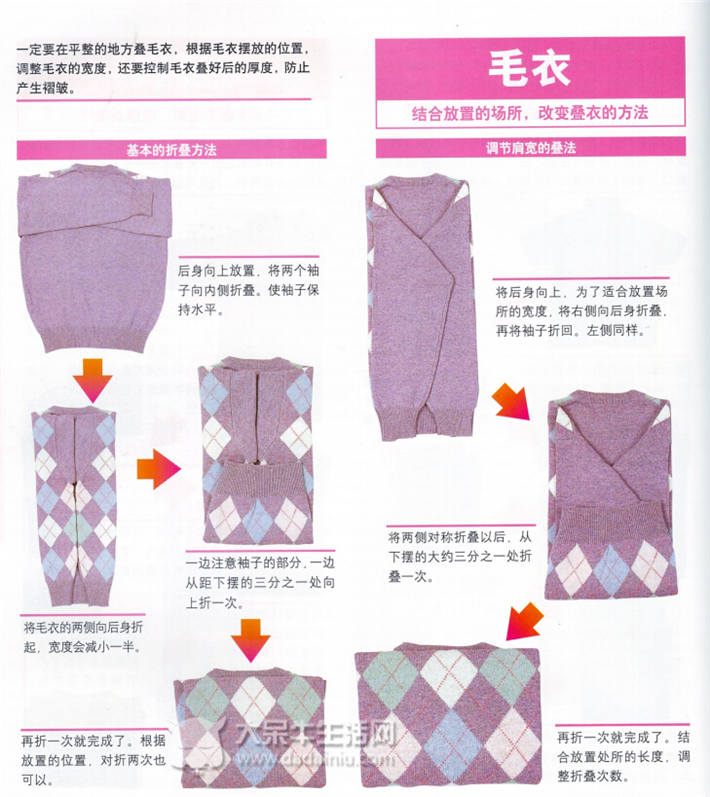 一定要在平整的地方叠毛衣，根据毛衣摆放的位置，
调整毛衣的宽度，还要控制毛衣叠好后的厚度，防止
产生褶皱。
毛衣
结合放置的场所，改变叠衣的方法
基本的折叠方法
后身向上放置，将两个袖
子向内侧折叠。使袖子保
持水平。
将毛衣的两侧向后身折
起，宽度会减小一半。
一边注意袖子的部分，一边
从距下摆的三分之一处向
上折一次。
再折一次就完成了。根据
放置的位置，对折两次也
可以。
调节肩宽的叠法
将后身向上，为了适合放置场
所的宽度，将右侧向后身折叠，
再将袖子折回。左侧同样。
将两侧对称折叠以后，从
下摆的大约三分之一处折
叠一次。
再折一次就完成了。结
合放置处所的长度，调
整折叠次数。
大呆牛生活网
www.dadainiu.com